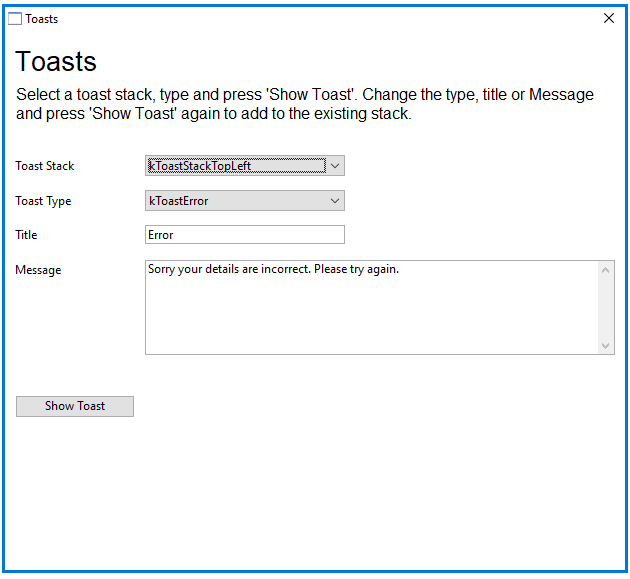 Toasts
Toasts
Select a toast stack, type and press 'Show Toast'. Change the type, title or Message
and press 'Show Toast' again to add to the existing stack.
Toast Stack kToastStackTopLeft
Toast Type kToastError
Title Error
Message Sorry your details are incorrect. Please try again.
Show Toast